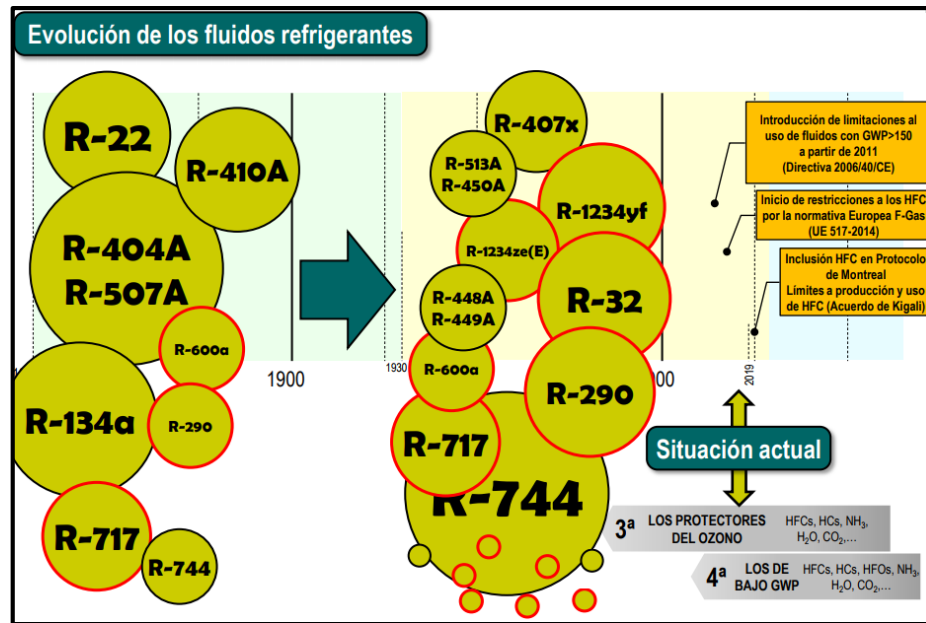 Evolución de los fluidos refrigerantes
R-22
R-410A
R-404A
R-507A
R-600a
R-134a
R-290
R-717
R-744
1900
1930
R-407x
R-513A
R-450A
R-1234yf
R-1234ze(E)
R-32
R-448A
R-449A
R-600a
R-290
R-717
R-744
2019
Introducción de limitaciones al
uso de fluidos con GWP>150
a partir de 2011
(Directiva 2006/40/CE)
Inicio de restricciones a los HFC
por la normativa Europea F-Gas
(UE 517-2014)
Inclusión HFC en Protocolo
de Montreal
Límites a producción y uso
de HFC (Acuerdo de Kigali)
Situación actual
3ª LOS PROTECTORES DEL OZONO
HFCs, HCs, NH₃,
H₂O, CO₂,...
4ª LOS DE BAJO GWP
HFCs, HCs, HFOs, NH₃,
H₂O, CO₂,...